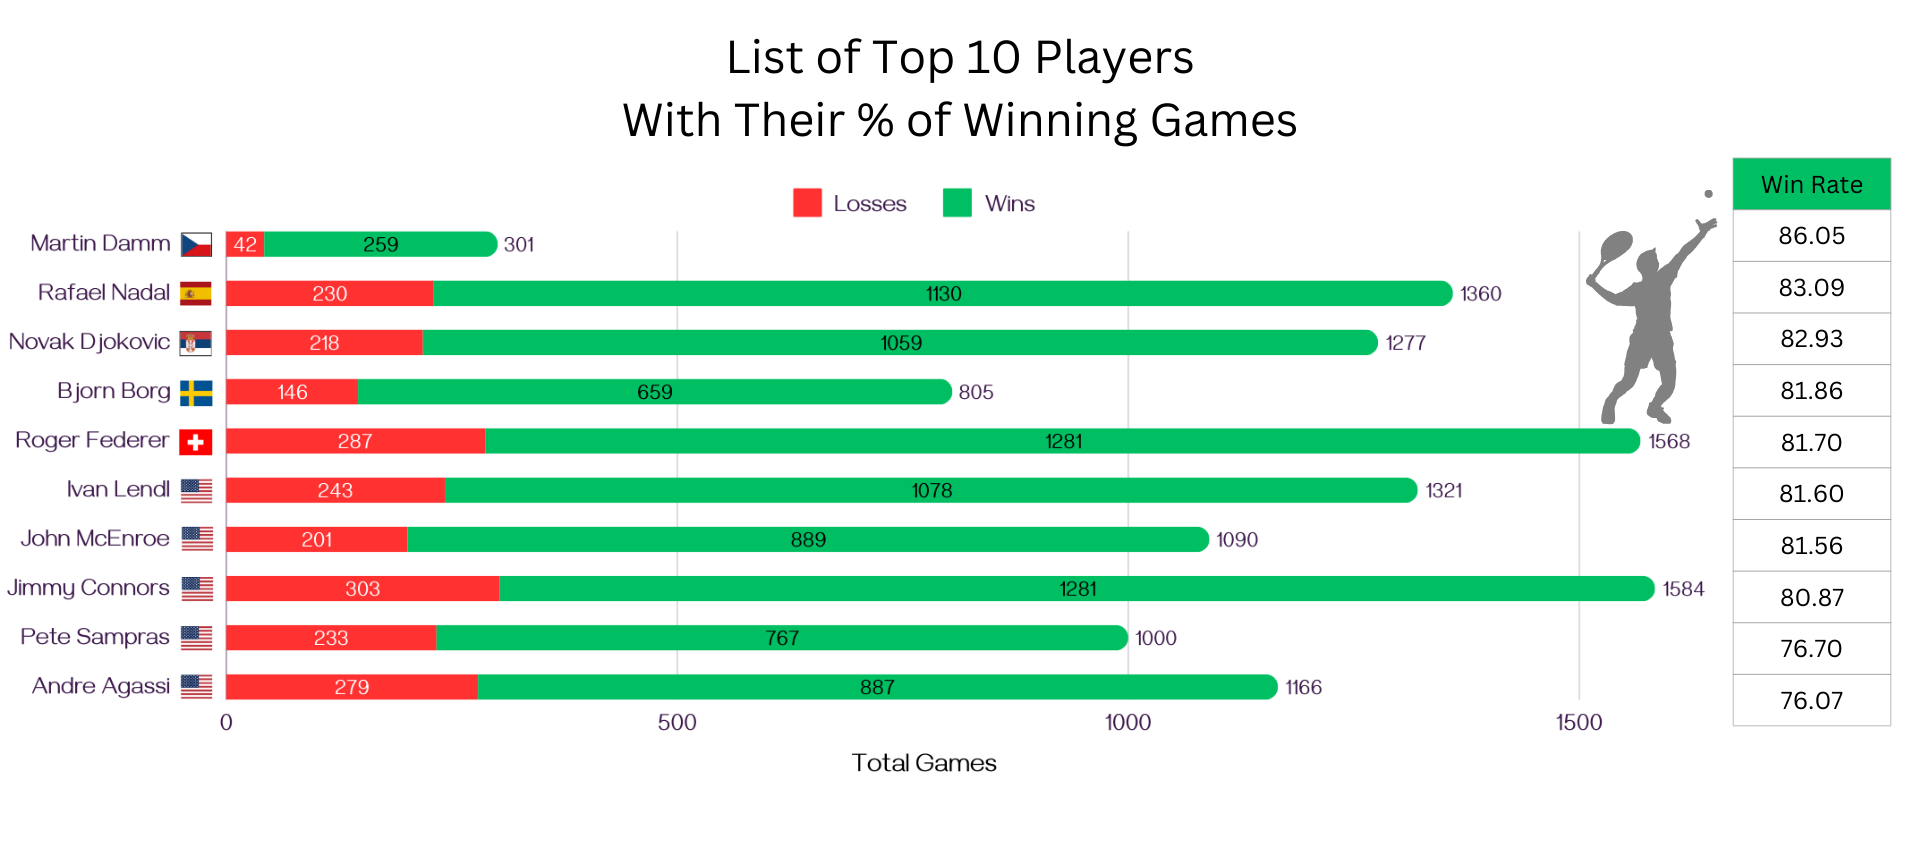 List of Top 10 Players
With Their % of Winning Games
Losses Wins
Win Rate
Martin Damm 42 259 301 86.05
Rafael Nadal 230 1130 1360 83.09
Novak Djokovic 218 1059 1277 82.93
Bjorn Borg 146 659 805 81.86
Roger Federer 287 1281 1568 81.70
Ivan Lendl 243 1078 1321 81.60
John McEnroe 201 889 1090 81.56
Jimmy Connors 303 1281 1584 80.87
Pete Sampras 233 767 1000 76.70
Andre Agassi 279 887 1166 76.07
0 500 1000 1500
Total Games